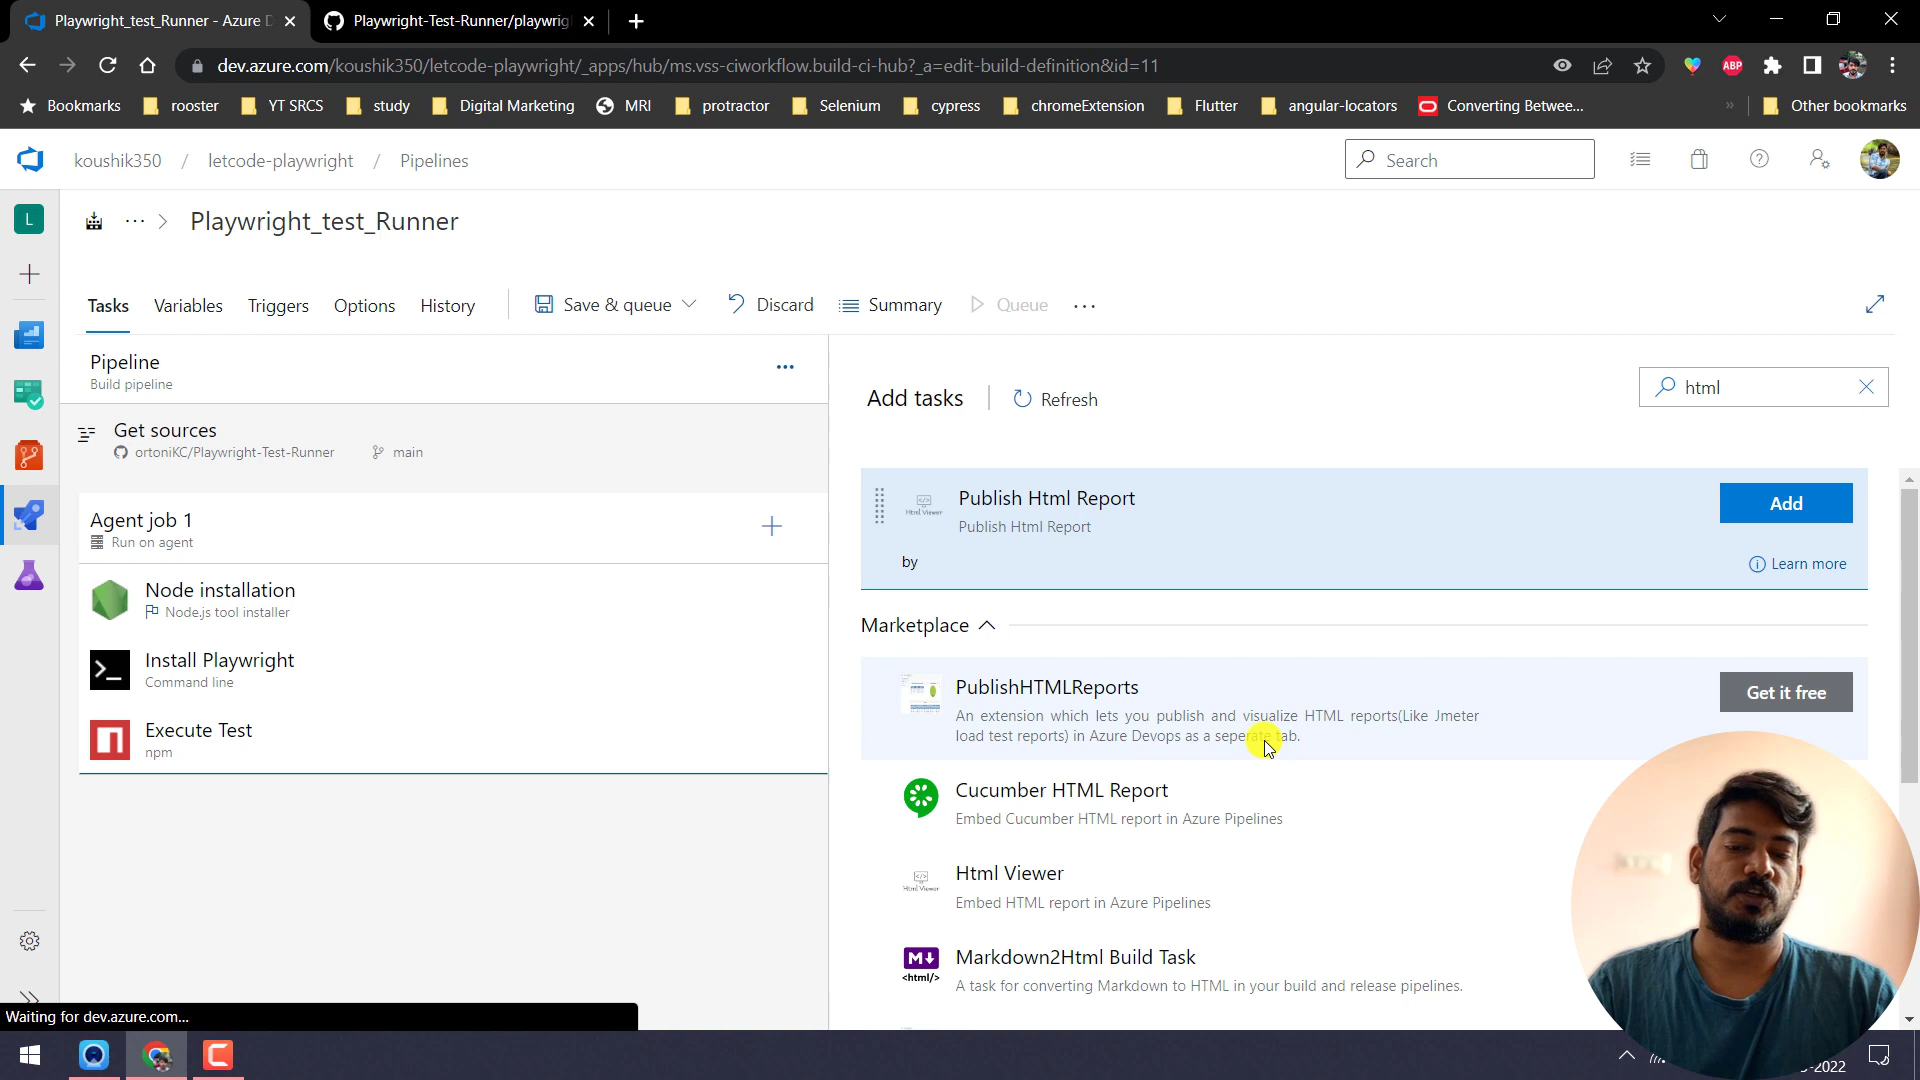 Playwright_test_Runner - Azure D
Playwright-Test-Runner/playwrig
dev.azure.com/koushik350/letcode-playwright/_apps/hub/ms.vss-ciworkflow.build-ci-hub?_a=edit-build-definition&id=11
ABP
Bookmarks rooster YT SRCS study Digital Marketing MRI protractor Selenium cypress chromeExtension Flutter angular-locators Converting Betwee... » Other bookmarks
koushik350 / letcode-playwright / Pipelines
Search
L
... > Playwright_test_Runner
Tasks Variables Triggers Options History Save & queue Discard Summary Queue ...
Pipeline
Build pipeline
...
Get sources
ortoniKC/Playwright-Test-Runner main
Agent job 1
Run on agent
Node installation
Node.js tool installer
Install Playwright
Command line
Execute Test
npm
Add tasks | Refresh
html
Html Viewer
Publish Html Report
Publish Html Report
Add
by
Learn more
Marketplace
PublishHTMLReports
Get it free
An extension which lets you publish and visualize HTML reports(Like Jmeter
load test reports) in Azure Devops as a seperate tab.
Cucumber HTML Report
Embed Cucumber HTML report in Azure Pipelines
Html Viewer
Html Viewer
Embed HTML report in Azure Pipelines
M↓
<html/>
Markdown2Html Build Task
A task for converting Markdown to HTML in your build and release pipelines.
Waiting for dev.azure.com...
-2022